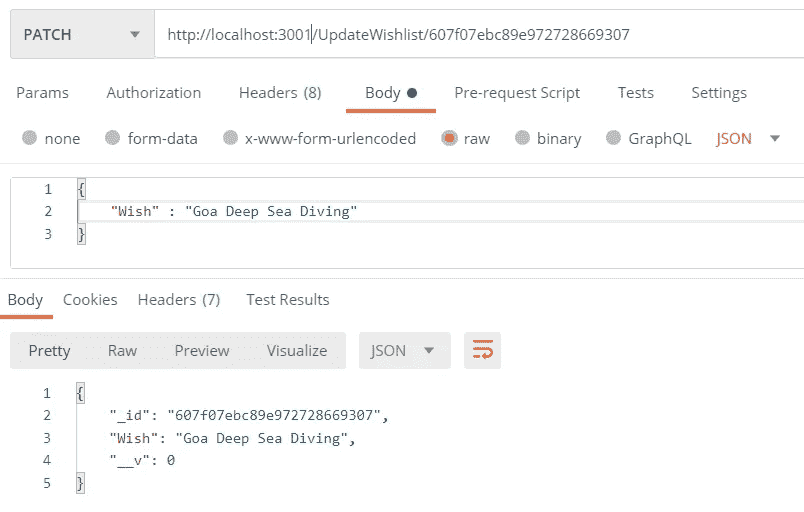 PATCH http://localhost:3001/UpdateWishlist/607f07ebc89e972728669307
Params Authorization Headers (8) Body Pre-request Script Tests Settings
none form-data x-www-form-urlencoded raw binary GraphQL JSON
1 {
2 "Wish" : "Goa Deep Sea Diving"
3 }
Body Cookies Headers (7) Test Results
Pretty Raw Preview Visualize JSON
1 {
2 "_id": "607f07ebc89e972728669307",
3 "Wish": "Goa Deep Sea Diving",
4 "__v": 0
5 }